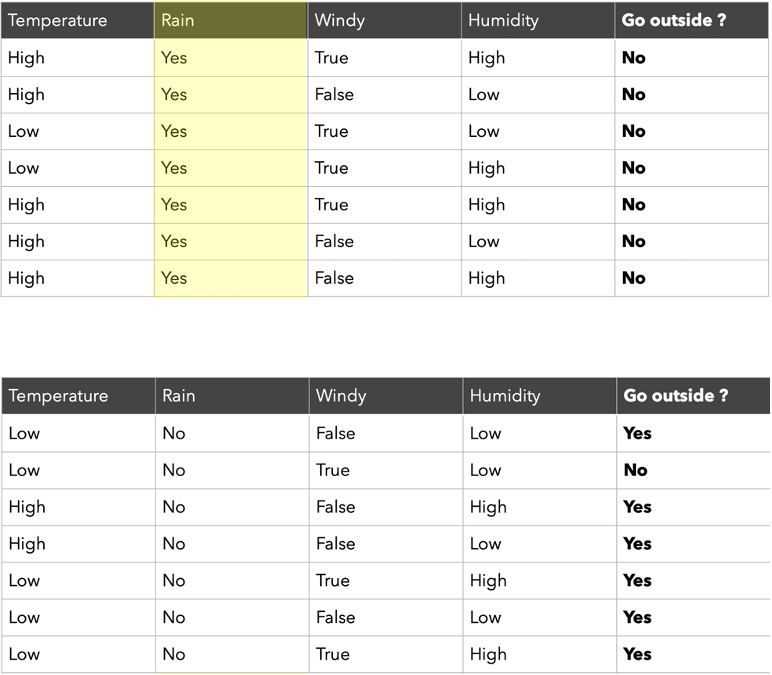 Temperature Rain Windy Humidity Go outside ?
High Yes True High No
High Yes False Low No
Low Yes True Low No
Low Yes True High No
High Yes True High No
High Yes False Low No
High Yes False High No
Temperature Rain Windy Humidity Go outside ?
Low No False Low Yes
Low No True Low No
High No False High Yes
High No False Low Yes
Low No True High Yes
Low No False Low Yes
Low No True High Yes